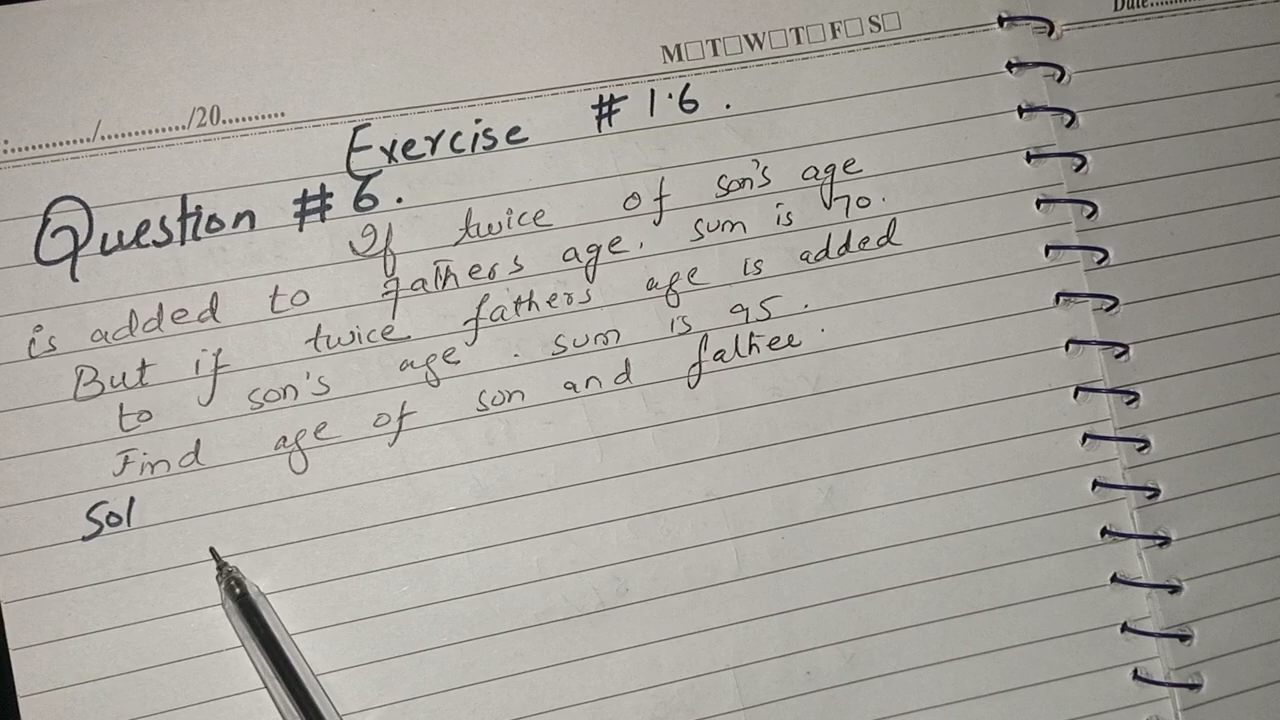 Date.........
M□T□W□T□F□S□
:............/............./20..........
Exercise # 1.6.
Question # 6.
If twice of son's age
is added to fathers age. sum is 70.
But if twice fathers age is added
to son's age. sum is 95.
Find age of son and father.
Sol